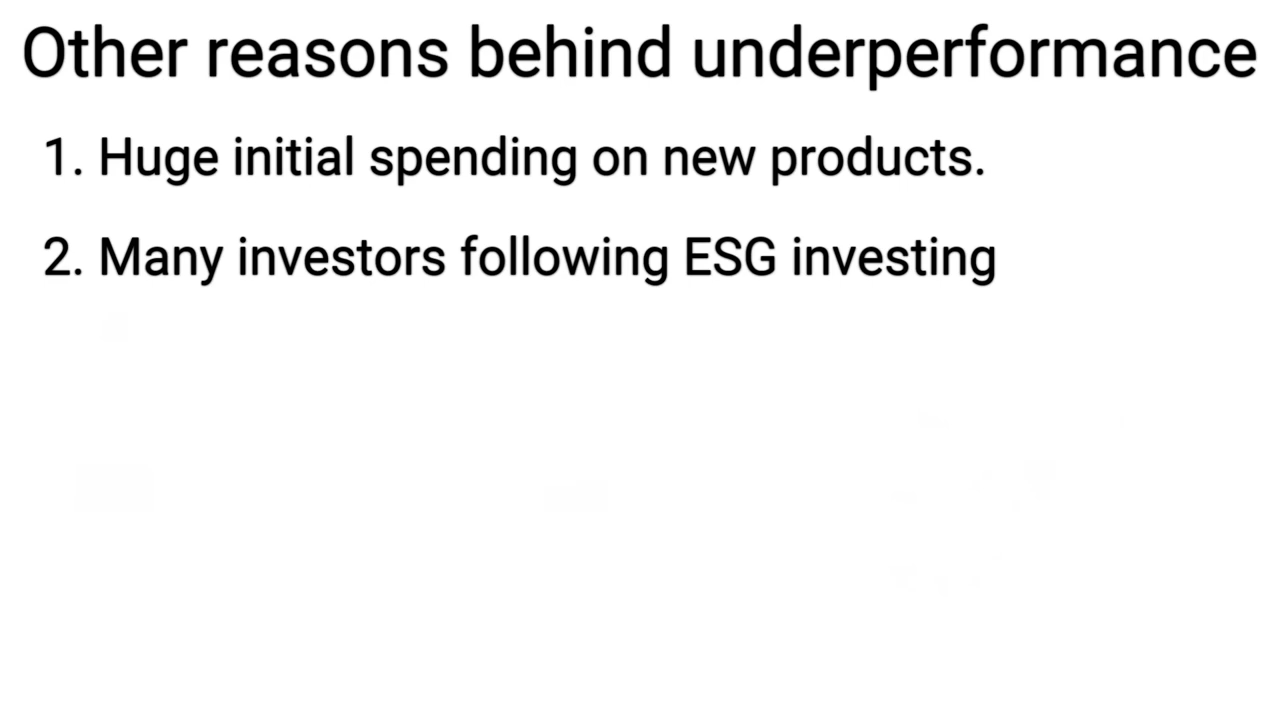 Other reasons behind underperformance
1. Huge initial spending on new products.
2. Many investors following ESG investing